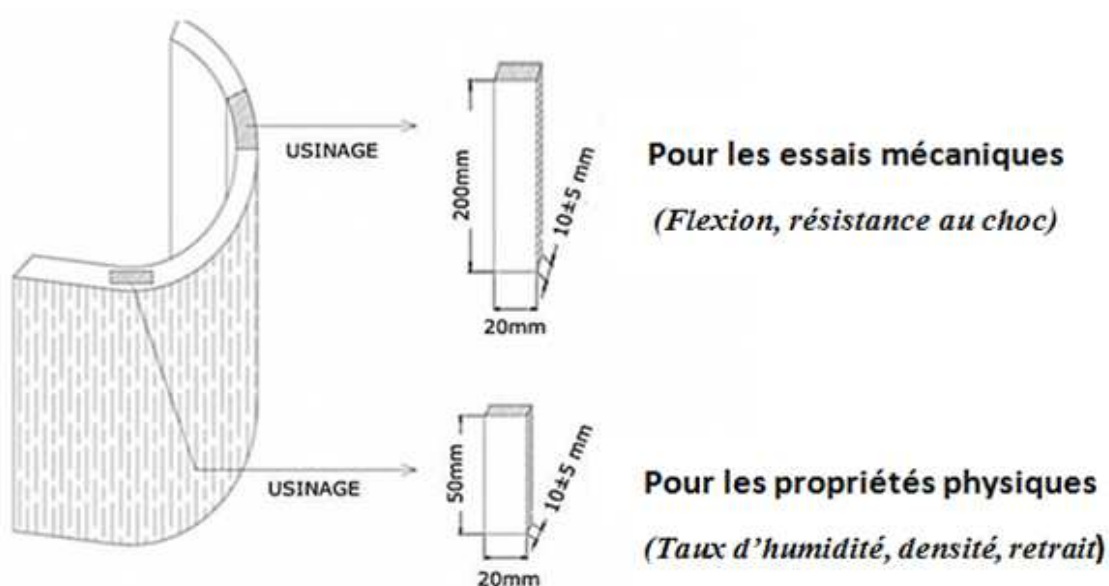 USINAGE
200mm
10±5 mm
20mm
Pour les essais mécaniques
(Flexion, résistance au choc)
USINAGE
50mm
10±5 mm
20mm
Pour les propriétés physiques
(Taux d’humidité, densité, retrait)